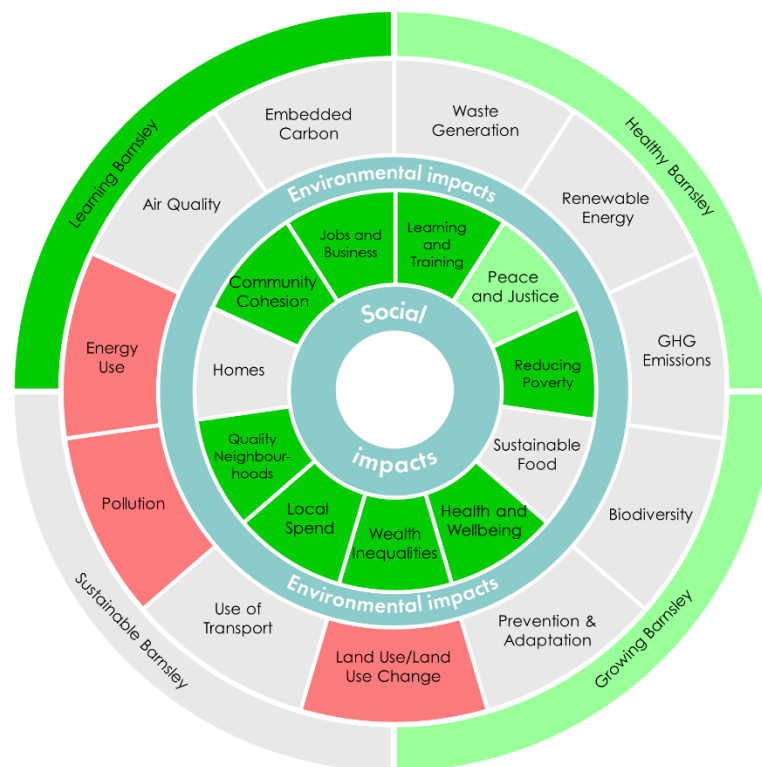 Learning Barnsley
Healthy Barnsley
Growing Barnsley
Sustainable Barnsley
Embedded
Carbon
Waste
Generation
Renewable
Energy
GHG
Emissions
Biodiversity
Prevention &
Adaptation
Land Use/Land
Use Change
Use of
Transport
Pollution
Energy
Use
Air Quality
Environmental impacts
Jobs and
Business
Learning
and
Training
Peace
and Justice
Reducing
Poverty
Sustainable
Food
Health and
Wellbeing
Wealth
Inequalities
Local
Spend
Quality
Neighbour-
hoods
Homes
Community
Cohesion
Social
impacts
Environmental impacts